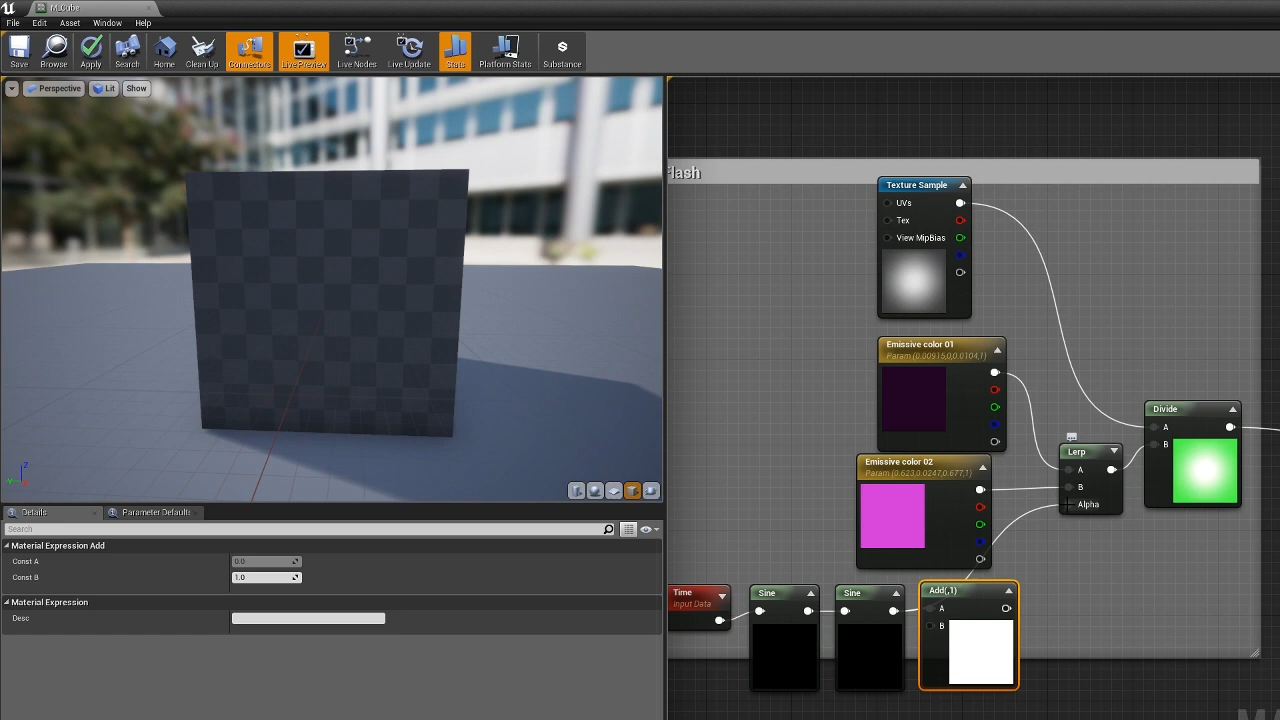 M_Cube
File Edit Asset Window Help
Save Browse Apply Search Home Clean Up Connectors Live Preview Live Nodes Live Update Stats Platform Stats Substance
Perspective Lit Show
Flash
Texture Sample
UVs
Tex
View MipBias
Emissive color 01
Param (0.00915,0,0.0104,1)
Emissive color 02
Param (0.623,0.0247,0.677,1)
Lerp
A
B
Alpha
Divide
A
B
Time
Input Data
Sine
Sine
Add(,1)
A
B
Z
Details Parameter Defaults
Search
Material Expression Add
Const A 0.0
Const B 1.0
Material Expression
Desc